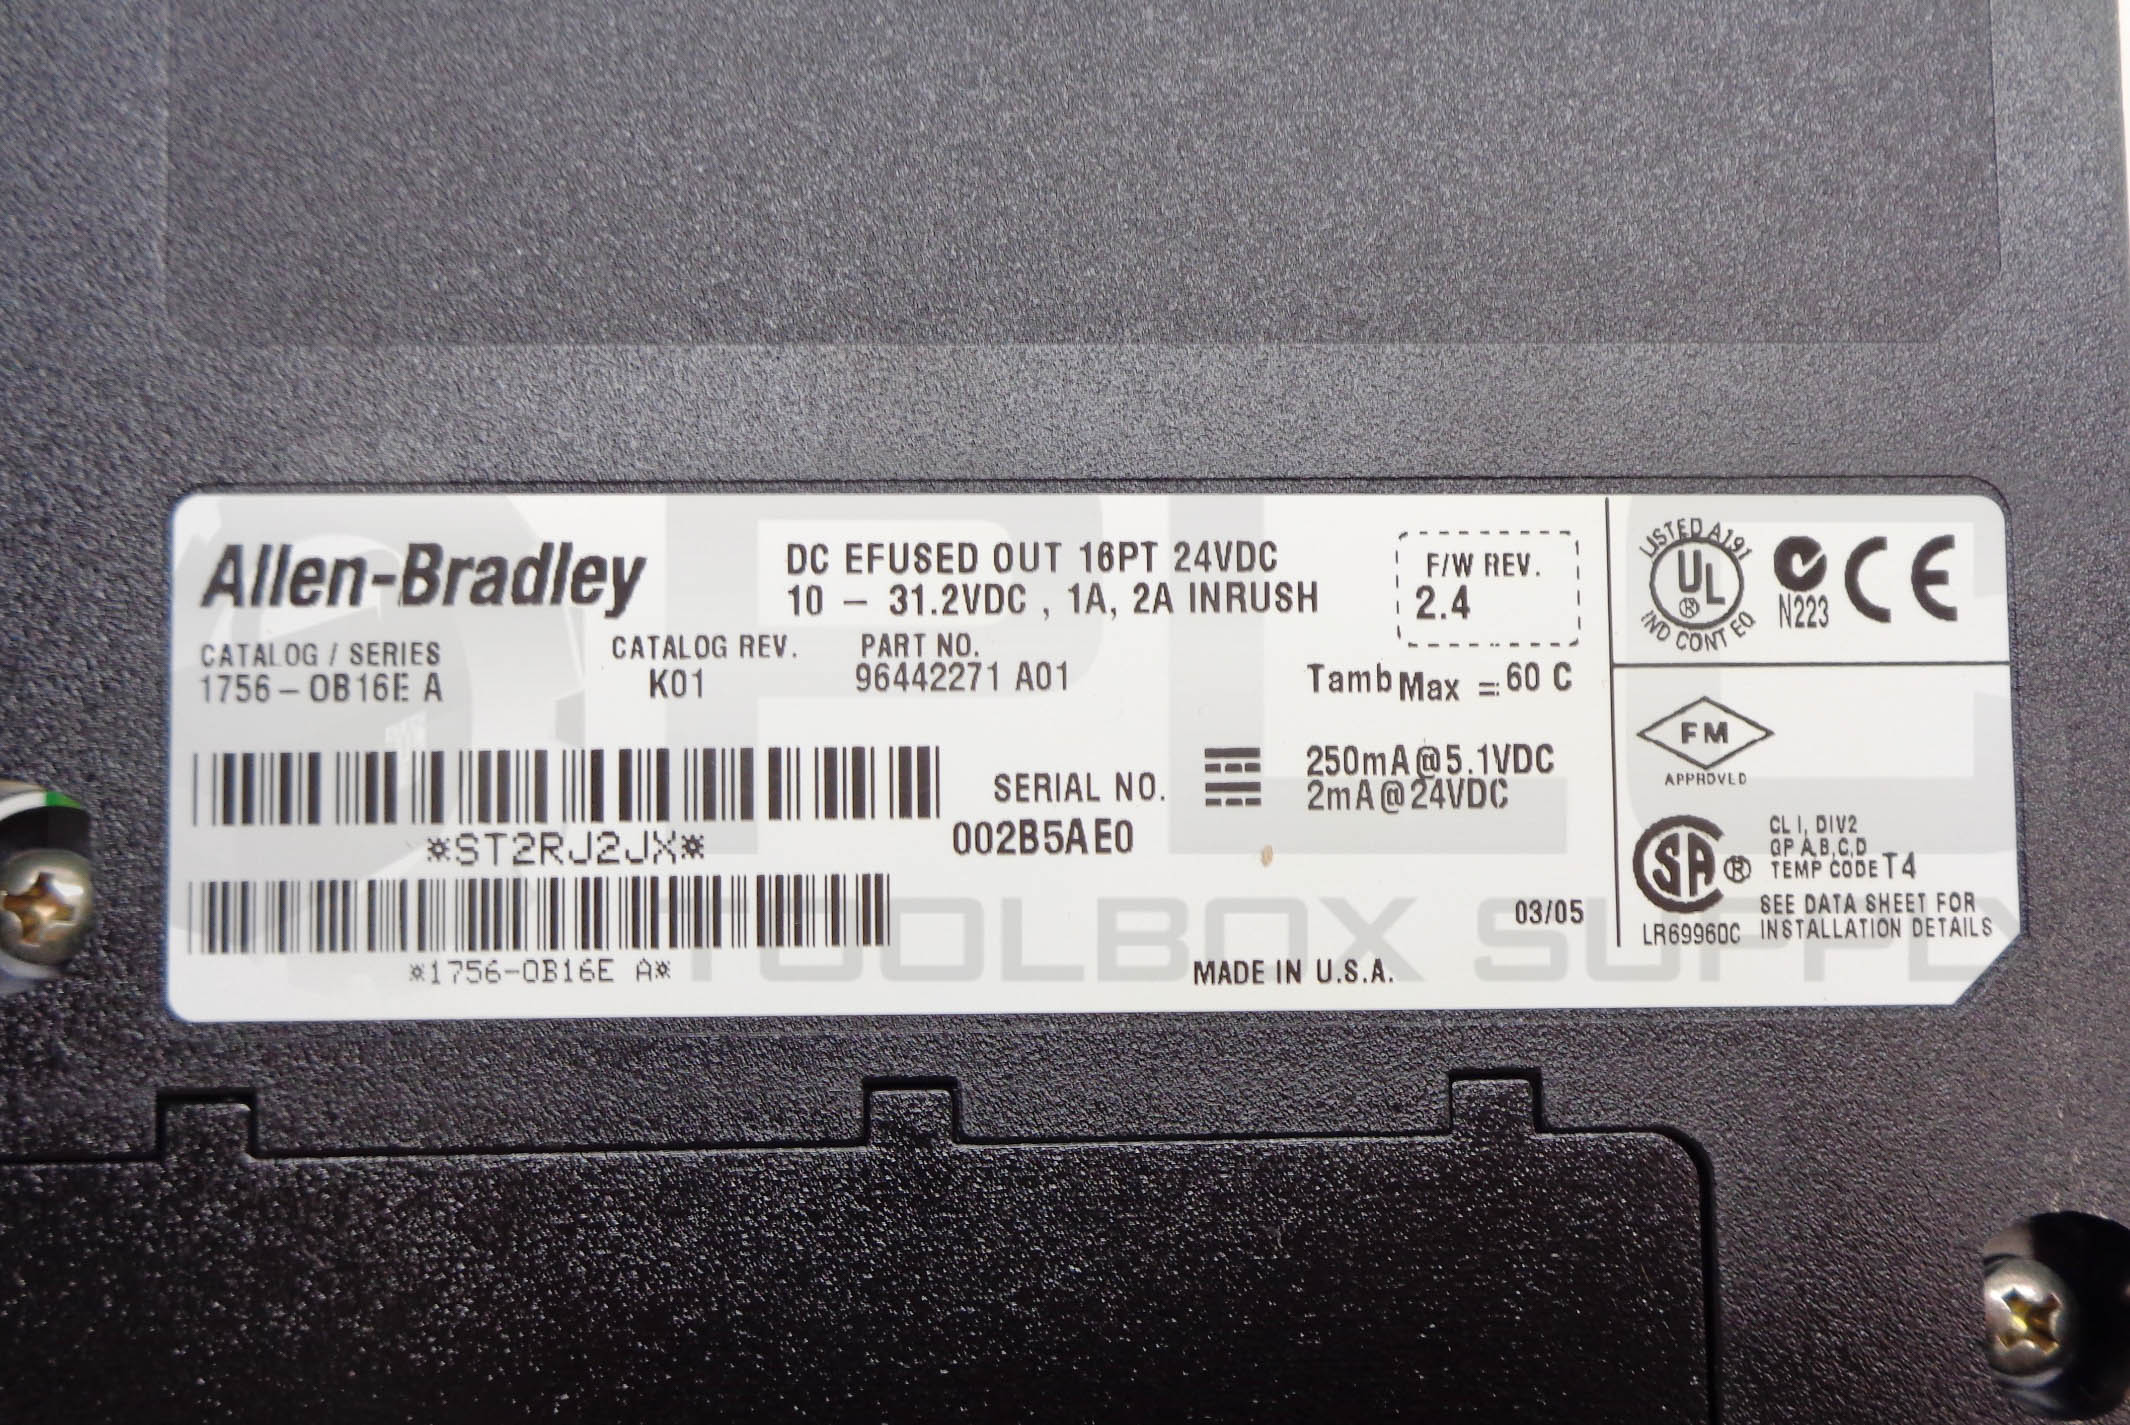 Allen-Bradley
DC EFUSED OUT 16PT 24VDC
10 – 31.2VDC , 1A, 2A INRUSH
F/W REV.
2.4
CATALOG / SERIES
1756 – OB16E A
CATALOG REV.
K01
PART NO.
96442271 A01
Tamb Max = 60 C
*ST2RJ2JX*
SERIAL NO.
002B5AE0
250mA@5.1VDC
2mA@24VDC
*1756-OB16E A*
03/05
MADE IN U.S.A.
LISTED A191
UL ®
IND CONT EQ
N223
CE
FM
APPROVED
SA ®
CL I, DIV2
GP A,B,C,D
TEMP CODE T4
LR69960C
SEE DATA SHEET FOR
INSTALLATION DETAILS
PLC
TOOLBOX SUPPLY